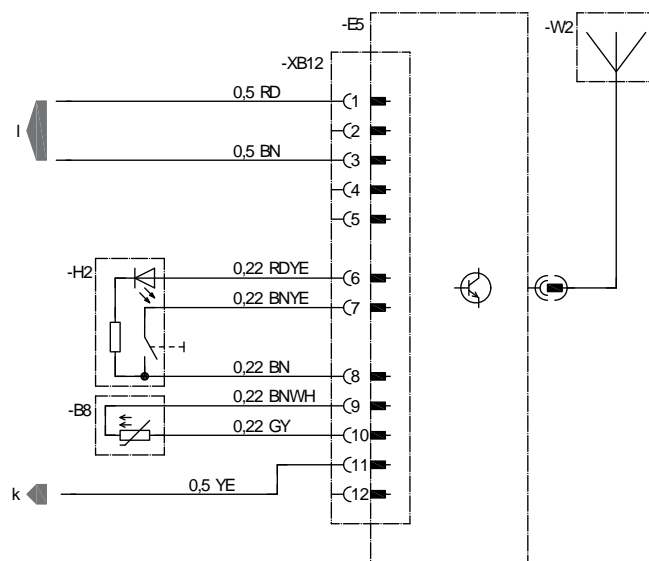 -E5
-W2
-XB12
0,5 RD
1
2
l
0,5 BN
3
4
5
-H2
0,22 RDYE
6
0,22 BNYE
7
0,22 BN
8
0,22 BNWH
9
-B8
0,22 GY
10
11
k
0,5 YE
12